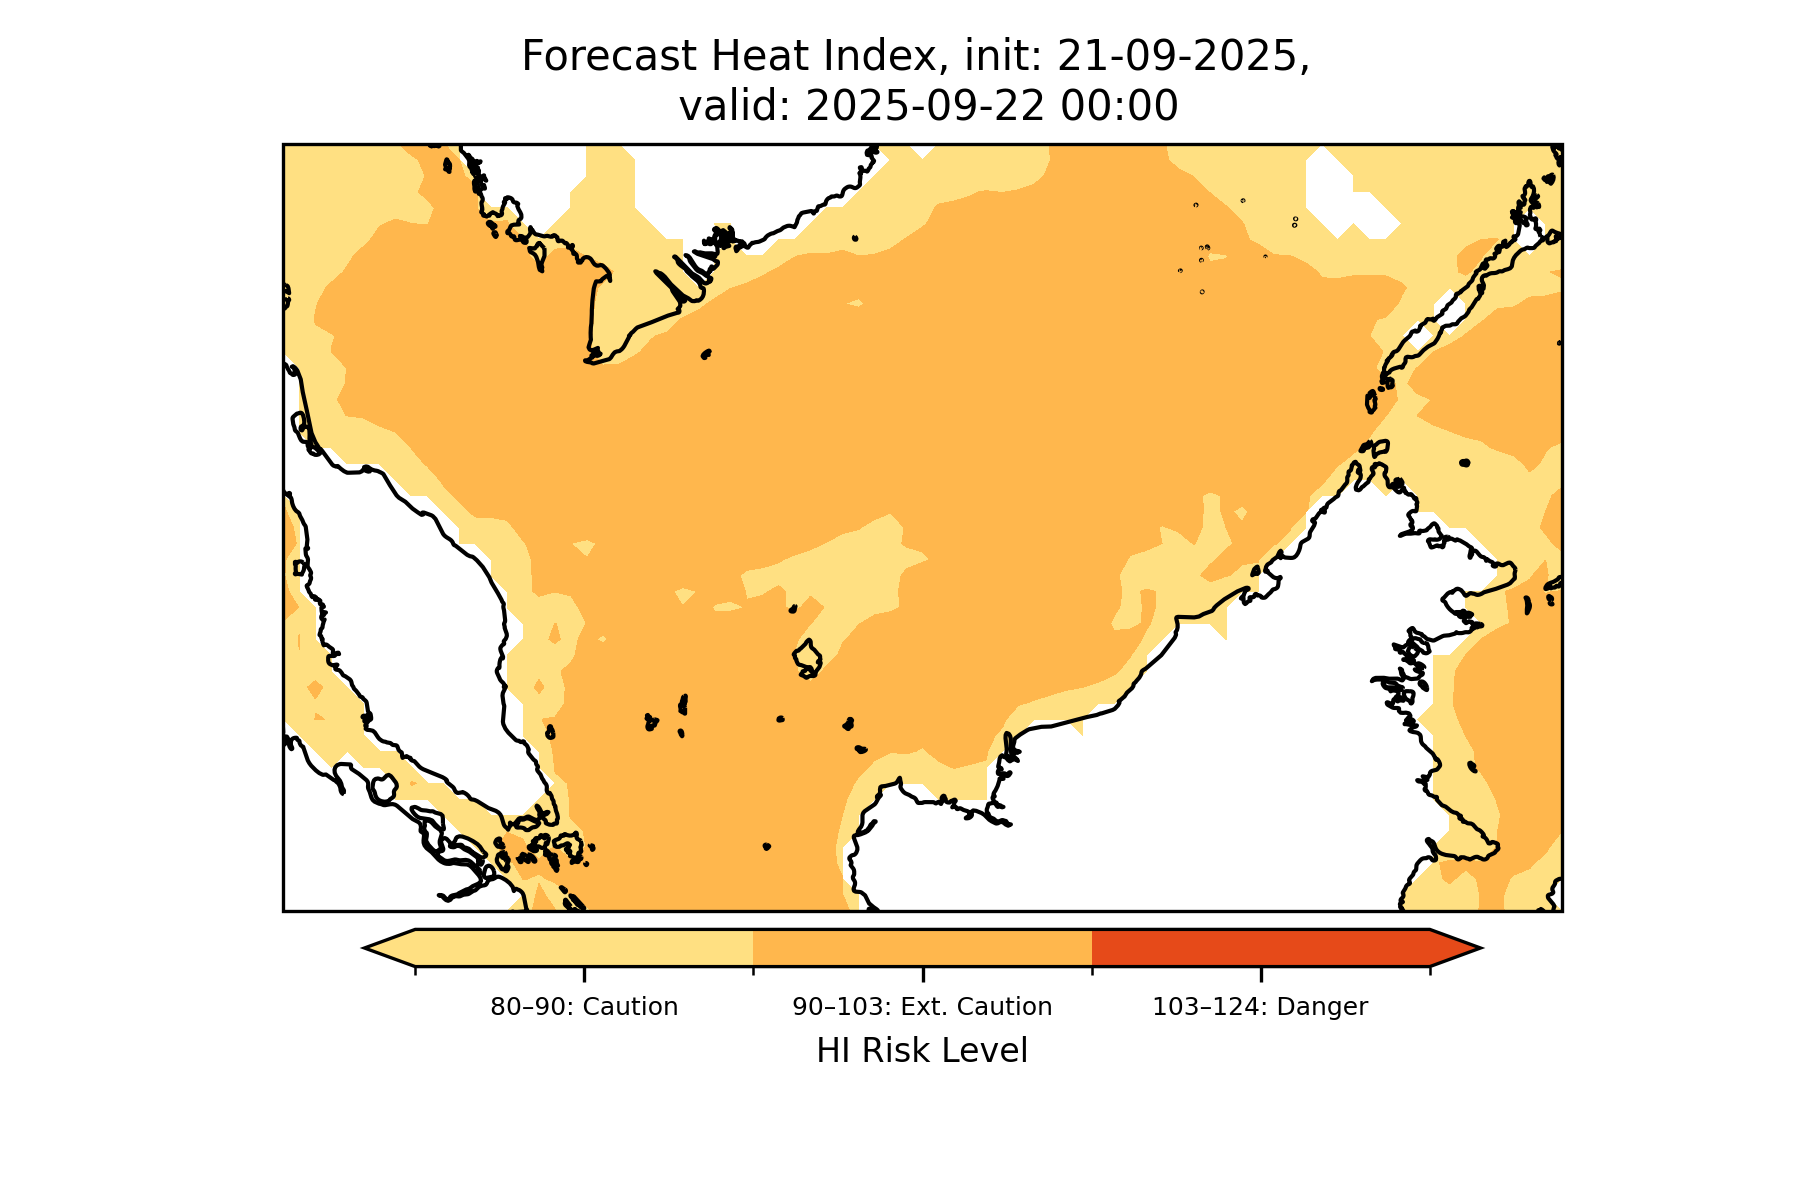 Forecast Heat Index, init: 21-09-2025,
valid: 2025-09-22 00:00
80–90: Caution
90–103: Ext. Caution
103–124: Danger
HI Risk Level